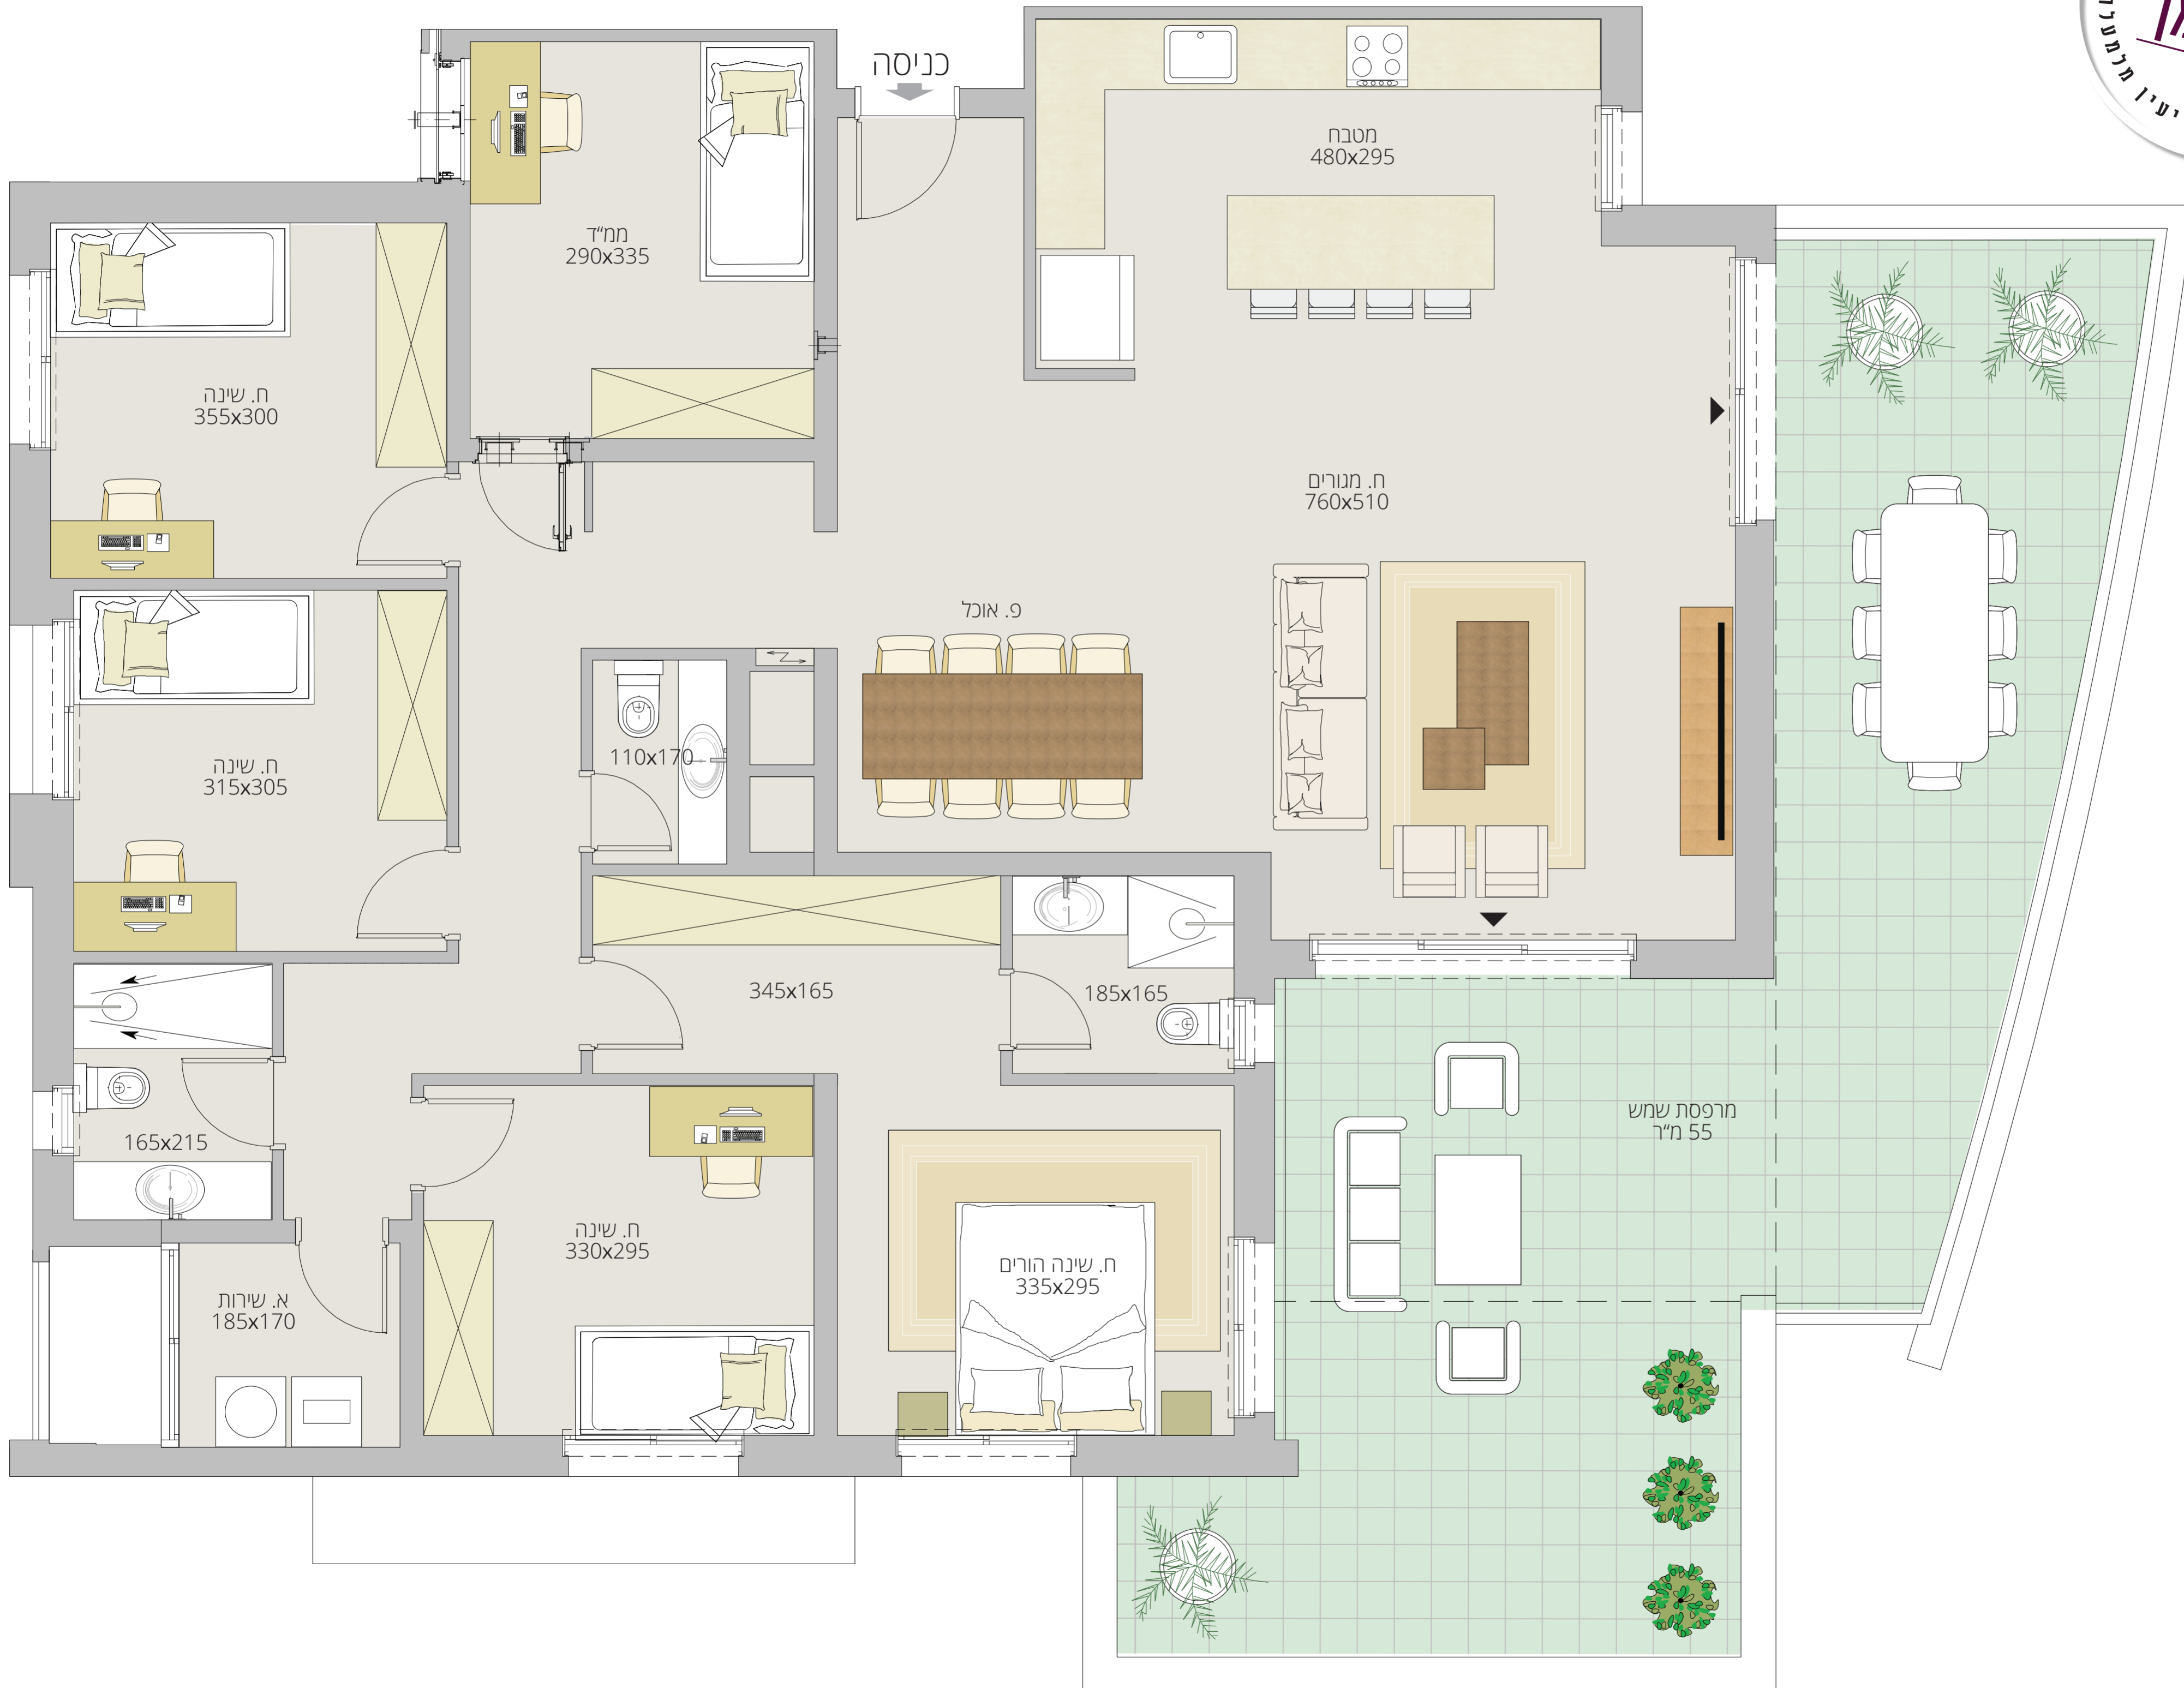 כניסה
מטבח
480x295
ממ"ד
290x335
ח. שינה
355x300
ח. מגורים
760x510
פ. אוכל
110x170
ח. שינה
315x305
345x165
185x165
165x215
מרפסת שמש
55 מ"ר
ח. שינה
330x295
ח. שינה הורים
335x295
א. שירות
185x170